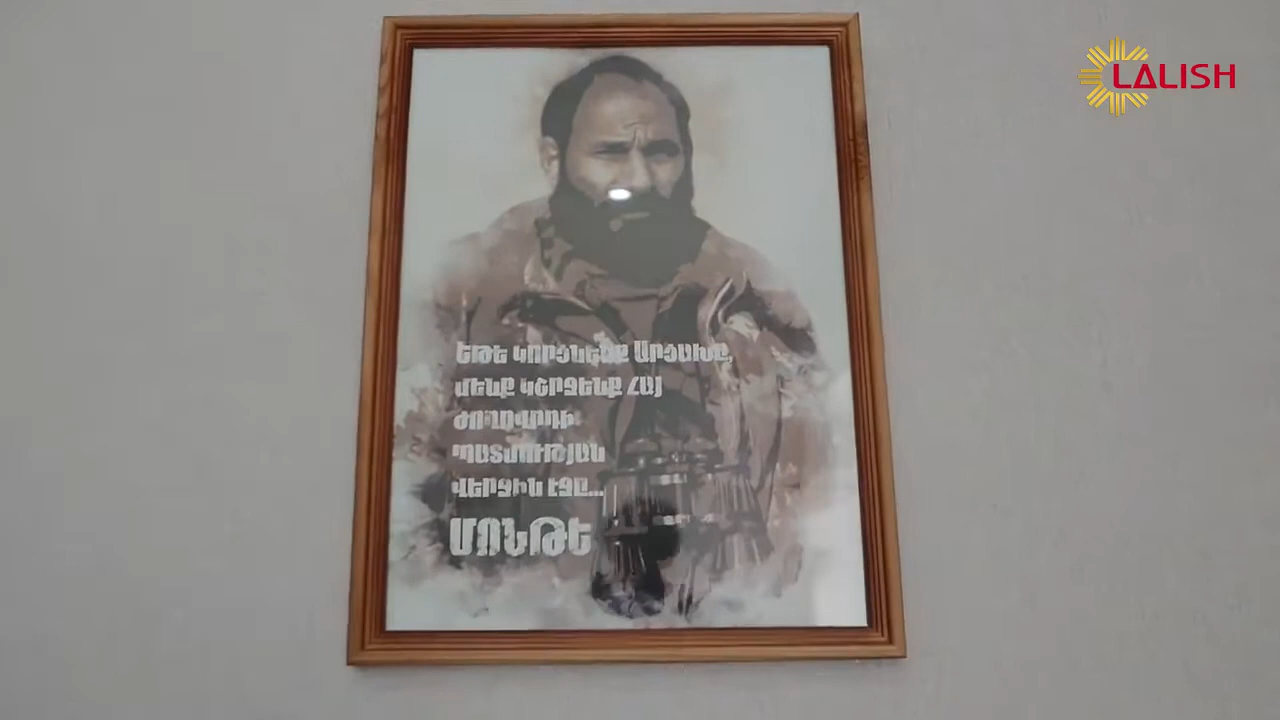 LALISH
ԵԹԵ ԿՈՐՑՆԵՆՔ ԱՐՑԱԽԸ,
ՄԵՆՔ ԿՇՐՋԵՆՔ ՀԱՅ
ԺՈՂՈՎՐԴԻ
ՊԱՏՄՈՒԹՅԱՆ
ՎԵՐՋԻՆ ԷՋԸ...
ՄՈՆԹԵ